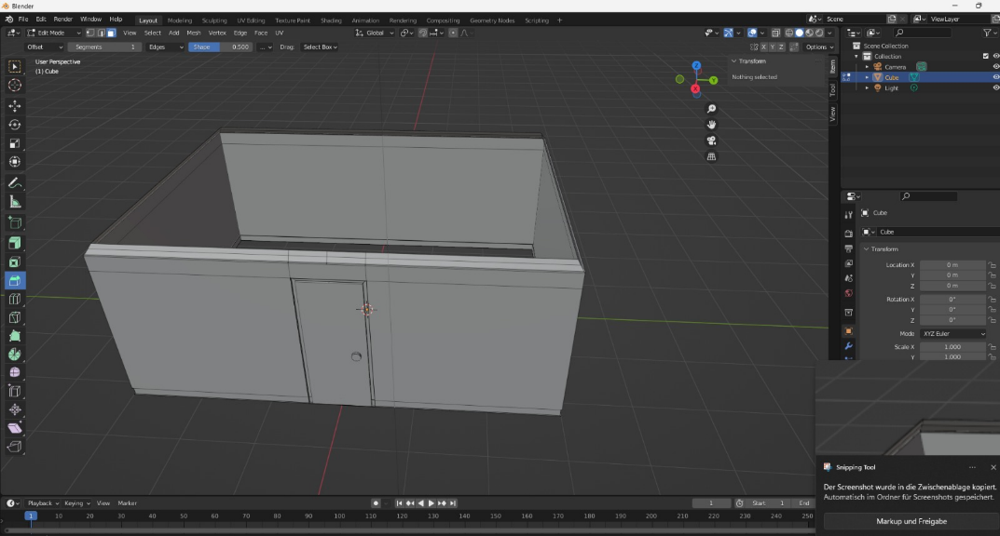 Blender
File Edit Render Window Help Layout Modeling Sculpting UV Editing Texture Paint Shading Animation Rendering Compositing Geometry Nodes Scripting + Scene ViewLayer
Edit Mode View Select Add Mesh Vertex Edge Face UV Global
Offset Segments 1 Edges Shape 0.500 ... Drag: Select Box X Y Z Options
User Perspective
(1) Cube
Transform
Nothing selected
Item
Tool
View
Z
Y
X
Scene Collection
Collection
Camera
Cube
Light
Cube
Cube
Transform
Location X 0 m
Y 0 m
Z 0 m
Rotation X 0°
Y 0°
Z 0°
Mode XYZ Euler
Scale X 1.000
Y 1.000
Snipping Tool
Der Screenshot wurde in die Zwischenablage kopiert.
Automatisch im Ordner für Screenshots gespeichert.
Markup und Freigabe
Playback Keying View Marker 1 Start 1 End
1 10 20 30 40 50 60 70 80 90 100 110 120 130 140 150 160 170 180 190 200 210 220 230 240 250